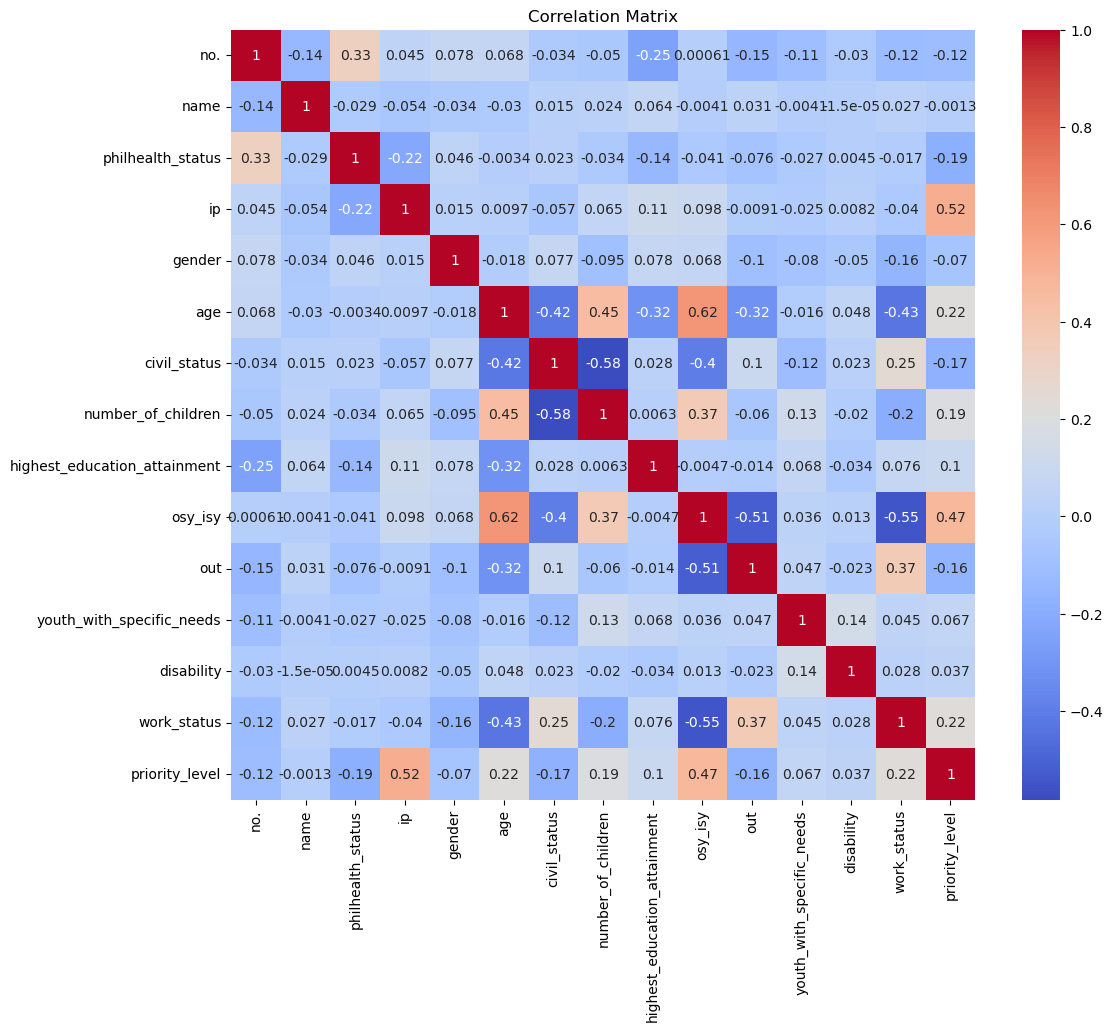 Correlation Matrix
no. 1 -0.14 0.33 0.045 0.078 0.068 -0.034 -0.05 -0.25 0.00061 -0.15 -0.11 -0.03 -0.12 -0.12
name -0.14 1 -0.029 -0.054 -0.034 -0.03 0.015 0.024 0.064 -0.0041 0.031 -0.0041 -1.5e-05 0.027 -0.0013
philhealth_status 0.33 -0.029 1 -0.22 0.046 -0.0034 0.023 -0.034 -0.14 -0.041 -0.076 -0.027 0.0045 -0.017 -0.19
ip 0.045 -0.054 -0.22 1 0.015 0.0097 -0.057 0.065 0.11 0.098 -0.0091 -0.025 0.0082 -0.04 0.52
gender 0.078 -0.034 0.046 0.015 1 -0.018 0.077 -0.095 0.078 0.068 -0.1 -0.08 -0.05 -0.16 -0.07
age 0.068 -0.03 -0.0034 0.0097 -0.018 1 -0.42 0.45 -0.32 0.62 -0.32 -0.016 0.048 -0.43 0.22
civil_status -0.034 0.015 0.023 -0.057 0.077 -0.42 1 -0.58 0.028 -0.4 0.1 -0.12 0.023 0.25 -0.17
number_of_children -0.05 0.024 -0.034 0.065 -0.095 0.45 -0.58 1 0.0063 0.37 -0.06 0.13 -0.02 -0.2 0.19
highest_education_attainment -0.25 0.064 -0.14 0.11 0.078 -0.32 0.028 0.0063 1 -0.0047 -0.014 0.068 -0.034 0.076 0.1
osy_isy 0.00061 -0.0041 -0.041 0.098 0.068 0.62 -0.4 0.37 -0.0047 1 -0.51 0.036 0.013 -0.55 0.47
out -0.15 0.031 -0.076 -0.0091 -0.1 -0.32 0.1 -0.06 -0.014 -0.51 1 0.047 -0.023 0.37 -0.16
youth_with_specific_needs -0.11 -0.0041 -0.027 -0.025 -0.08 -0.016 -0.12 0.13 0.068 0.036 0.047 1 0.14 0.045 0.067
disability -0.03 -1.5e-05 0.0045 0.0082 -0.05 0.048 0.023 -0.02 -0.034 0.013 -0.023 0.14 1 0.028 0.037
work_status -0.12 0.027 -0.017 -0.04 -0.16 -0.43 0.25 -0.2 0.076 -0.55 0.37 0.045 0.028 1 0.22
priority_level -0.12 -0.0013 -0.19 0.52 -0.07 0.22 -0.17 0.19 0.1 0.47 -0.16 0.067 0.037 0.22 1
no.
name
philhealth_status
ip
gender
age
civil_status
number_of_children
highest_education_attainment
osy_isy
out
youth_with_specific_needs
disability
work_status
priority_level
1.0
0.8
0.6
0.4
0.2
0.0
−0.2
−0.4